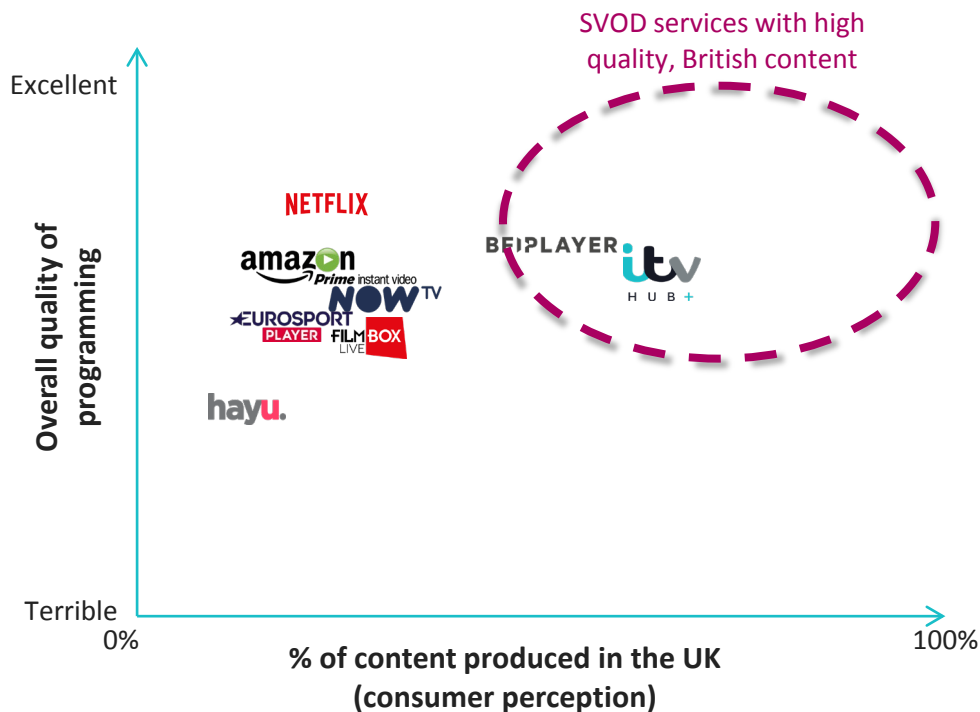 SVOD services with high
quality, British content
Excellent
NETFLIX
BFI PLAYER
amazon
Prime instant video
itv
HUB+
NOW TV
EUROSPORT
PLAYER
FILM BOX
LIVE
hayu.
Overall quality of
programming
Terrible
0%
100%
% of content produced in the UK
(consumer perception)